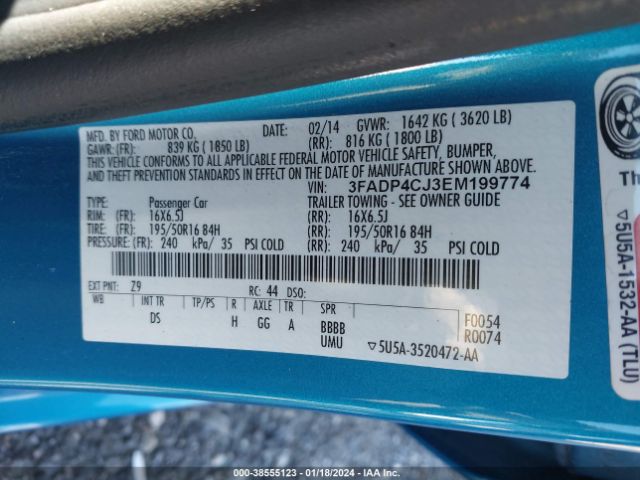 MFD. BY FORD MOTOR CO. DATE: 02/14 GVWR: 1642 KG ( 3620 LB)
GAWR: (FR): 839 KG ( 1850 LB) (RR): 816 KG ( 1800 LB)
THIS VEHICLE CONFORMS TO ALL APPLICABLE FEDERAL MOTOR VEHICLE SAFETY, BUMPER,
AND THEFT PREVENTION STANDARDS IN EFFECT ON THE DATE OF MANUFACTURE SHOWN ABOVE.
VIN: 3FADP4CJ3EM199774
TYPE: Passenger Car TRAILER TOWING - SEE OWNER GUIDE
RIM: (FR) 16X6.5J (RR): 16X6.5J
TIRE: (FR) 195/50R16 84H (RR): 195/50R16 84H
PRESSURE: (FR) 240 kPa/ 35 PSI COLD (RR) 240 kPa/ 35 PSI COLD
EXT PNT: Z9 RC: 44 DSO:
WB INT TR TP/PS R AXLE TR SPR
DS H GG A BBBB
UMU
F0054
R0074
▽5U5A-3520472-AA
▽5U5A-1532-AA (TLU)
000-38555123 - 01/18/2024 - IAA Inc.